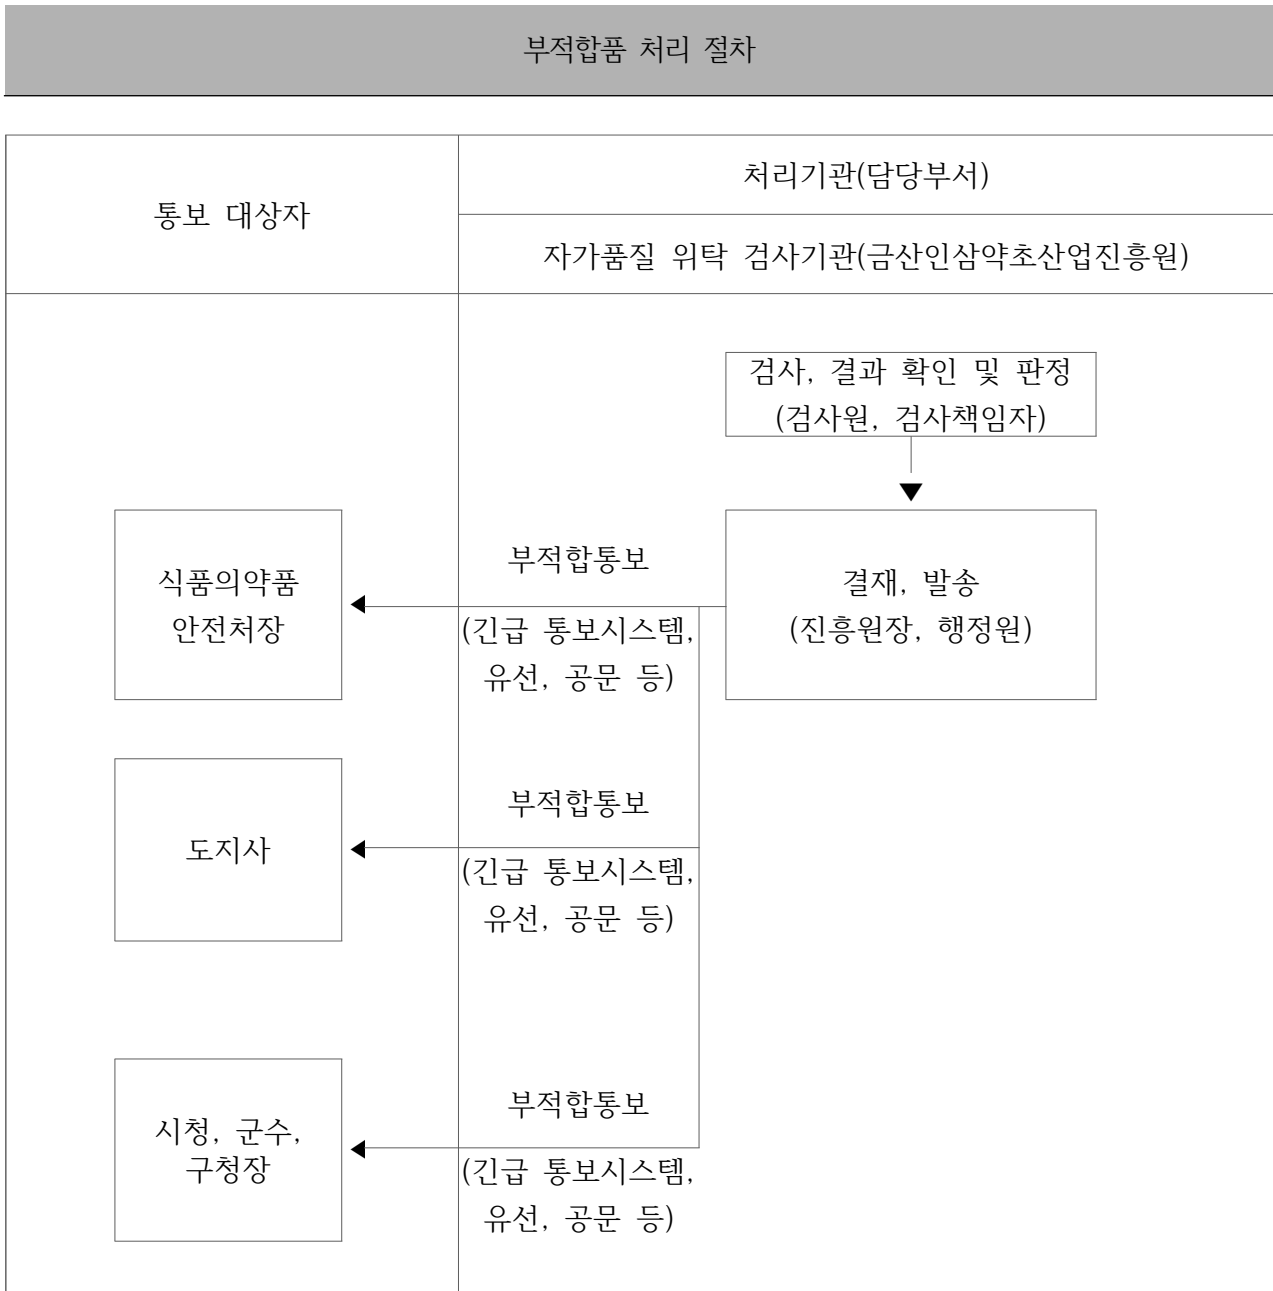 부적합품 처리 절차
통보 대상자
처리기관(담당부서)
자가품질 위탁 검사기관(금산인삼약초산업진흥원)
검사, 결과 확인 및 판정
(검사원, 검사책임자)
식품의약품
안전처장
부적합통보
(긴급 통보시스템,
유선, 공문 등)
결재, 발송
(진흥원장, 행정원)
도지사
부적합통보
(긴급 통보시스템,
유선, 공문 등)
시청, 군수,
구청장
부적합통보
(긴급 통보시스템,
유선, 공문 등)